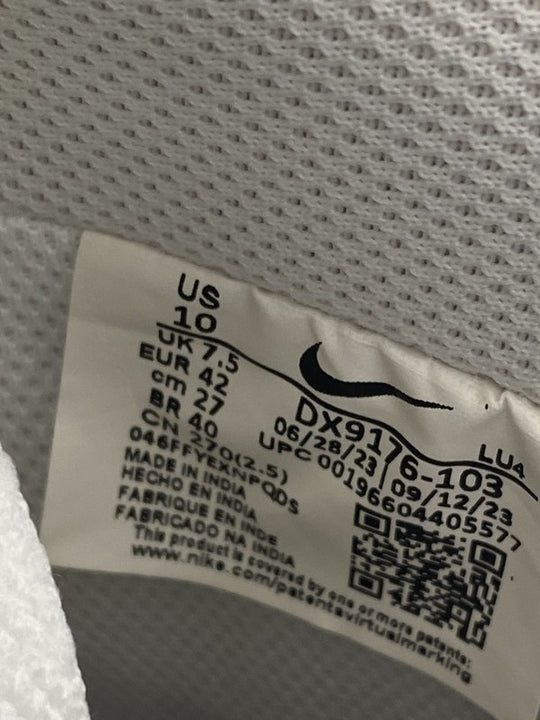 US
10
UK 7.5
EUR 42
cm 27
BR 40
CN 270(2.5)
046FFYEXNPQDS
MADE IN INDIA
HECHO EN INDIA
FABRIQUE EN INDE
FABRICADO NA INDIA
LU4
DX9176-103
06/28/23 09/12/23
UPC 00196604405577
This product is covered by one or more patents:
www.nike.com/patentsvirtualmarking